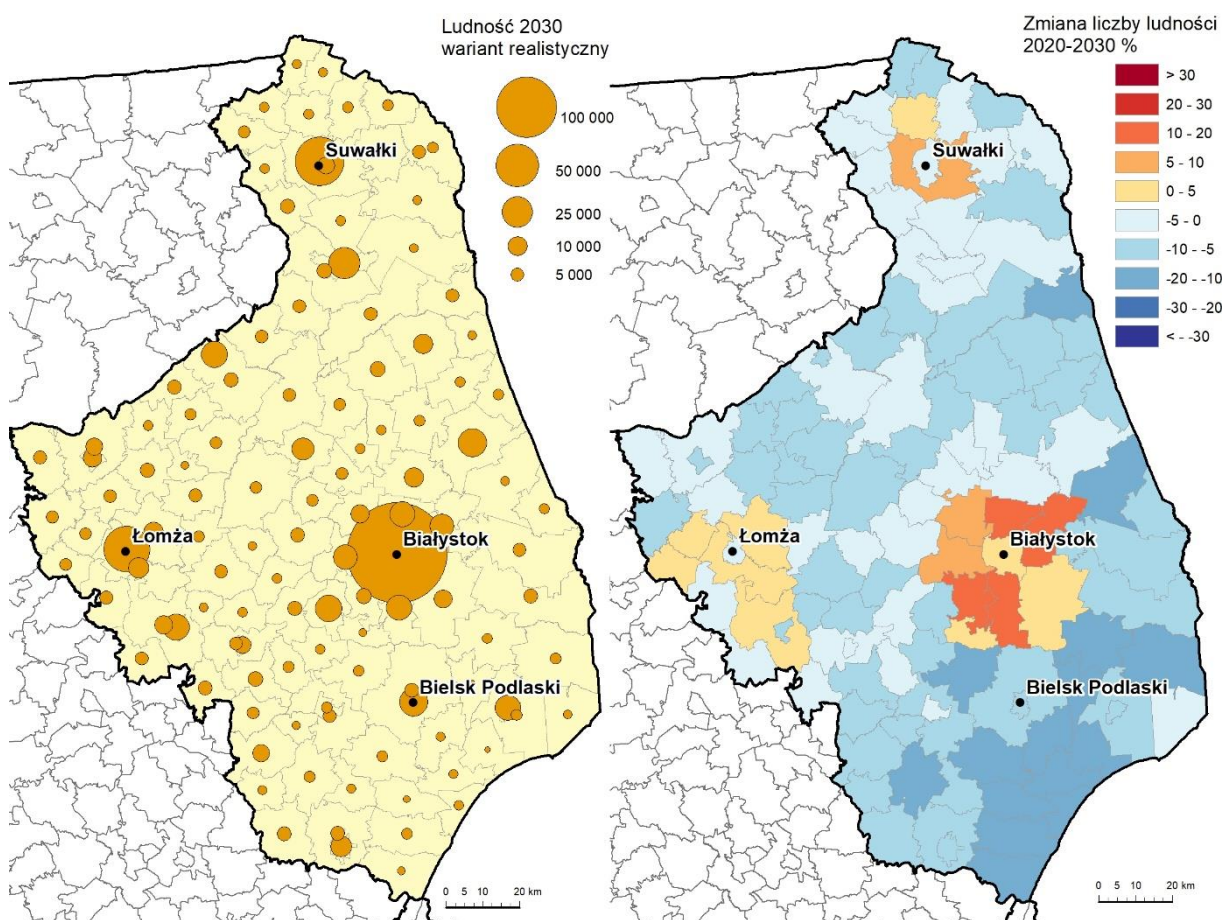 Ludność 2030
wariant realistyczny
100 000
50 000
25 000
10 000
5 000
Suwałki
Łomża
Białystok
Bielsk Podlaski
0 5 10 20 km
Zmiana liczby ludności
2020-2030 %
> 30
20 - 30
10 - 20
5 - 10
0 - 5
-5 - 0
-10 - -5
-20 - -10
-30 - -20
< - -30
Suwałki
Łomża
Białystok
Bielsk Podlaski
0 5 10 20 km